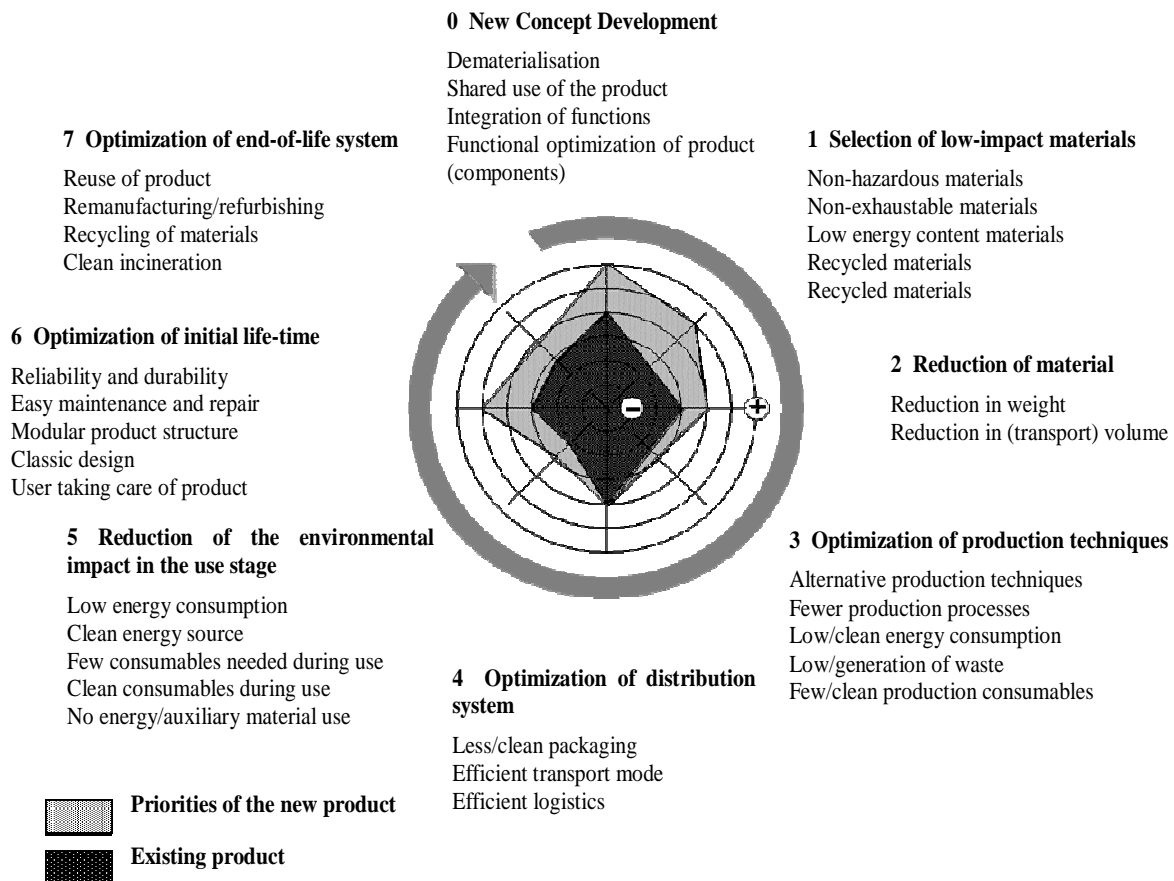 0 New Concept Development
Dematerialisation
Shared use of the product
Integration of functions
Functional optimization of product
(components)
7 Optimization of end-of-life system
Reuse of product
Remanufacturing/refurbishing
Recycling of materials
Clean incineration
1 Selection of low-impact materials
Non-hazardous materials
Non-exhaustable materials
Low energy content materials
Recycled materials
Recycled materials
6 Optimization of initial life-time
Reliability and durability
Easy maintenance and repair
Modular product structure
Classic design
User taking care of product
-
+
2 Reduction of material
Reduction in weight
Reduction in (transport) volume
5 Reduction of the environmental
impact in the use stage
Low energy consumption
Clean energy source
Few consumables needed during use
Clean consumables during use
No energy/auxiliary material use
3 Optimization of production techniques
Alternative production techniques
Fewer production processes
Low/clean energy consumption
Low/generation of waste
Few/clean production consumables
4 Optimization of distribution
system
Less/clean packaging
Efficient transport mode
Efficient logistics
Priorities of the new product
Existing product